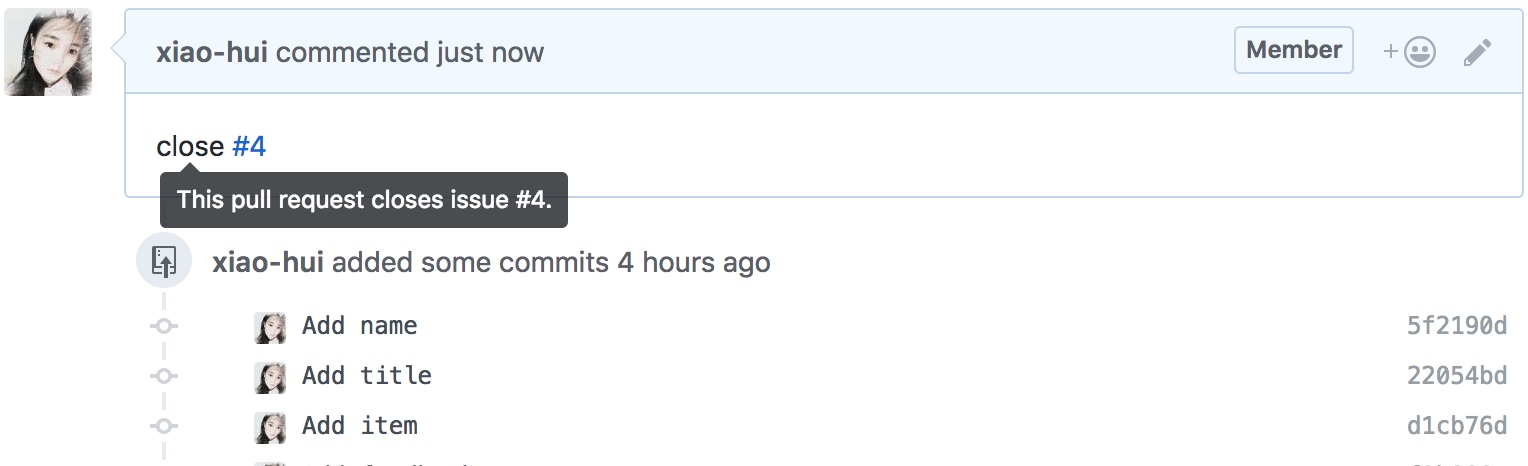 xiao-hui commented just now
Member
close #4
This pull request closes issue #4.
xiao-hui added some commits 4 hours ago
Add name 5f2190d
Add title 22054bd
Add item d1cb76d